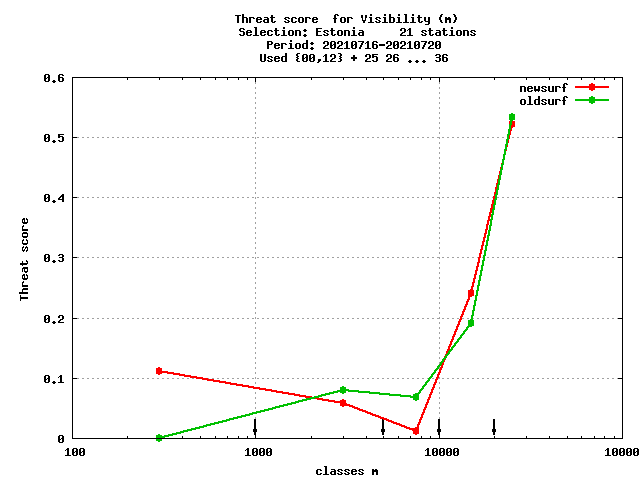 Threat score for Visibility (m)
Selection: Estonia 21 stations
Period: 20210716-20210720
Used {00,12} + 25 26 ... 36
newsurf
oldsurf
0.6
0.5
0.4
0.3
0.2
0.1
0
Threat score
100 1000 10000 10000
classes m